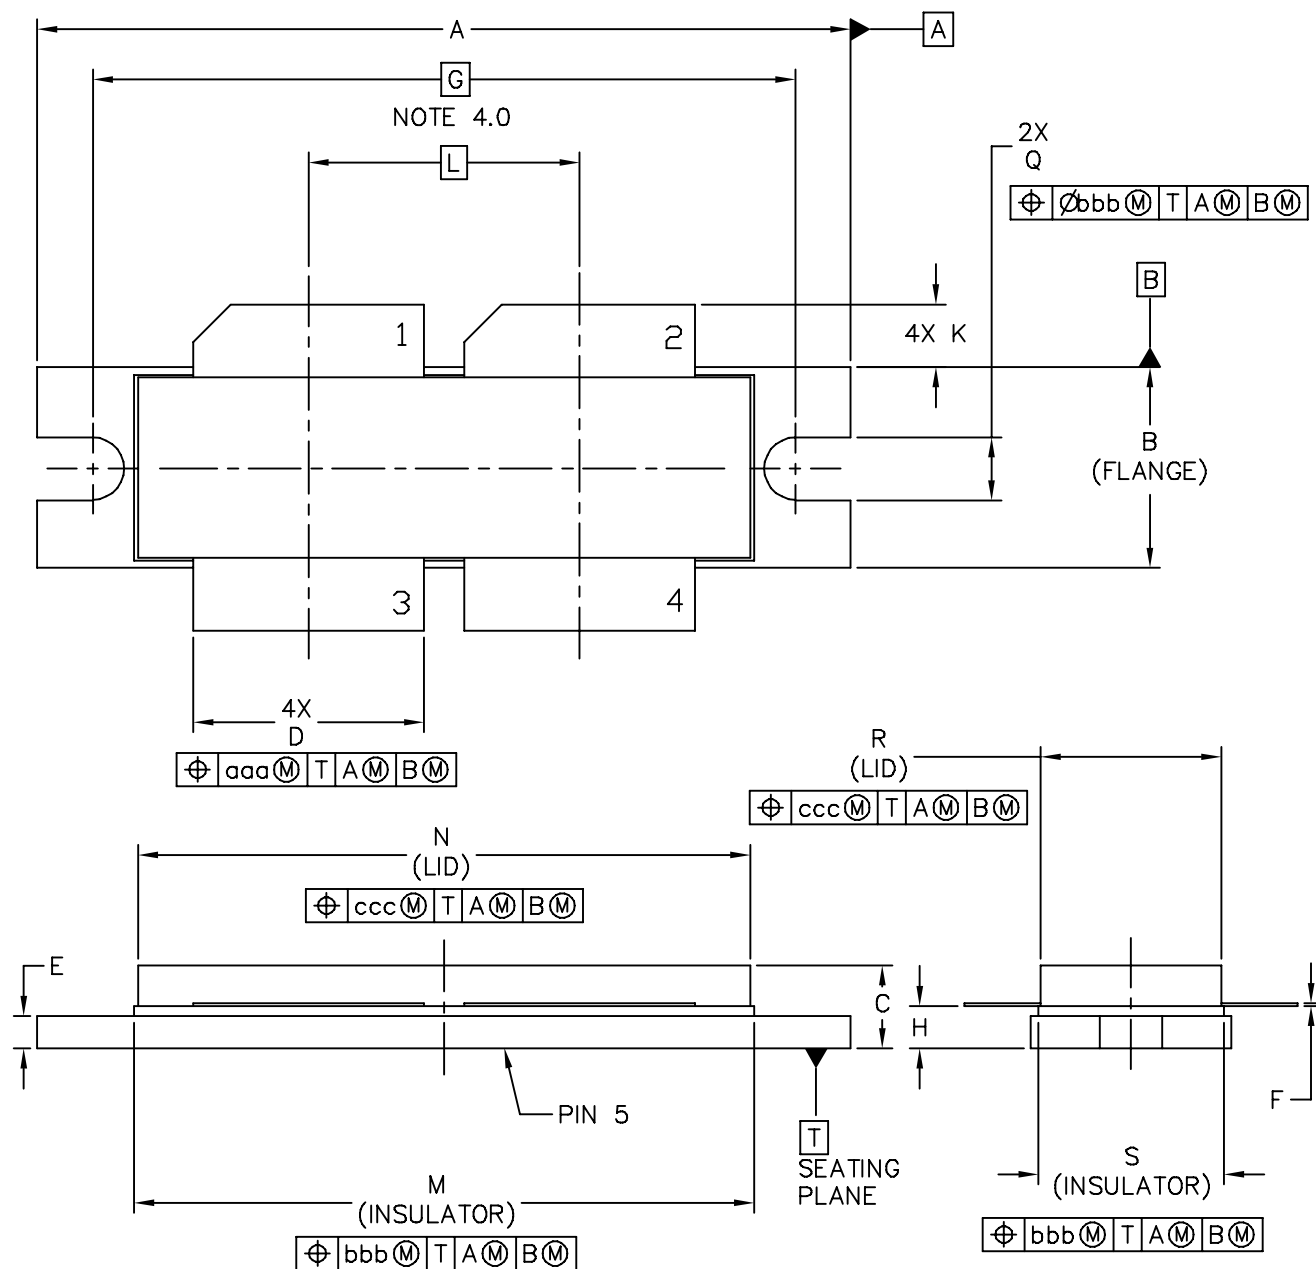 A
A
G
NOTE 4.0
L
2X
Q
⌖ Øbbb Ⓜ T A Ⓜ B Ⓜ
B
1
2
4X K
B
(FLANGE)
3
4
4X
D
⌖ aaa Ⓜ T A Ⓜ B Ⓜ
R
(LID)
⌖ ccc Ⓜ T A Ⓜ B Ⓜ
N
(LID)
⌖ ccc Ⓜ T A Ⓜ B Ⓜ
E
C
H
F
PIN 5
T
SEATING
PLANE
M
(INSULATOR)
⌖ bbb Ⓜ T A Ⓜ B Ⓜ
S
(INSULATOR)
⌖ bbb Ⓜ T A Ⓜ B Ⓜ